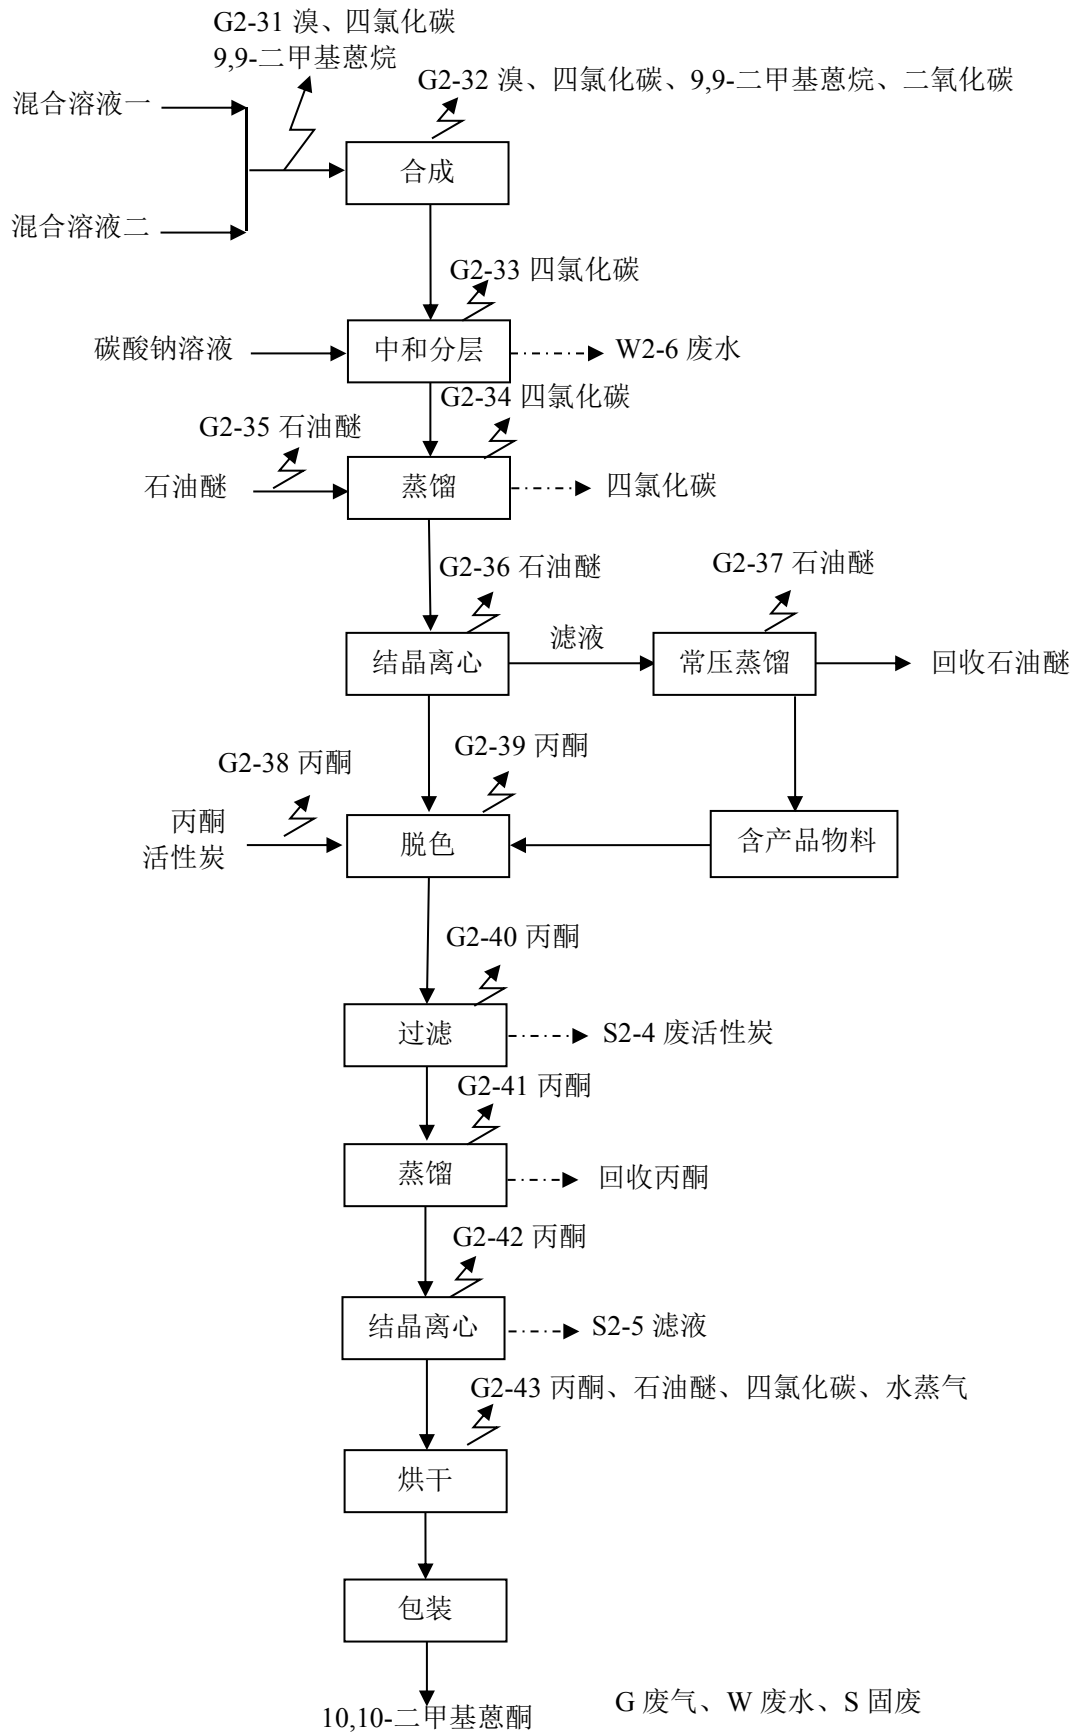 G2-31 溴、四氯化碳
9,9-二甲基蒽烷
G2-32 溴、四氯化碳、9,9-二甲基蒽烷、二氧化碳
混合溶液一
合成
混合溶液二
G2-33 四氯化碳
碳酸钠溶液
中和分层
W2-6 废水
G2-34 四氯化碳
G2-35 石油醚
石油醚
蒸馏
四氯化碳
G2-36 石油醚
G2-37 石油醚
滤液
结晶离心
常压蒸馏
回收石油醚
G2-39 丙酮
G2-38 丙酮
丙酮
活性炭
脱色
含产品物料
G2-40 丙酮
过滤
S2-4 废活性炭
G2-41 丙酮
蒸馏
回收丙酮
G2-42 丙酮
结晶离心
S2-5 滤液
G2-43 丙酮、石油醚、四氯化碳、水蒸气
烘干
包装
10,10-二甲基蒽酮
G 废气、W 废水、S 固废